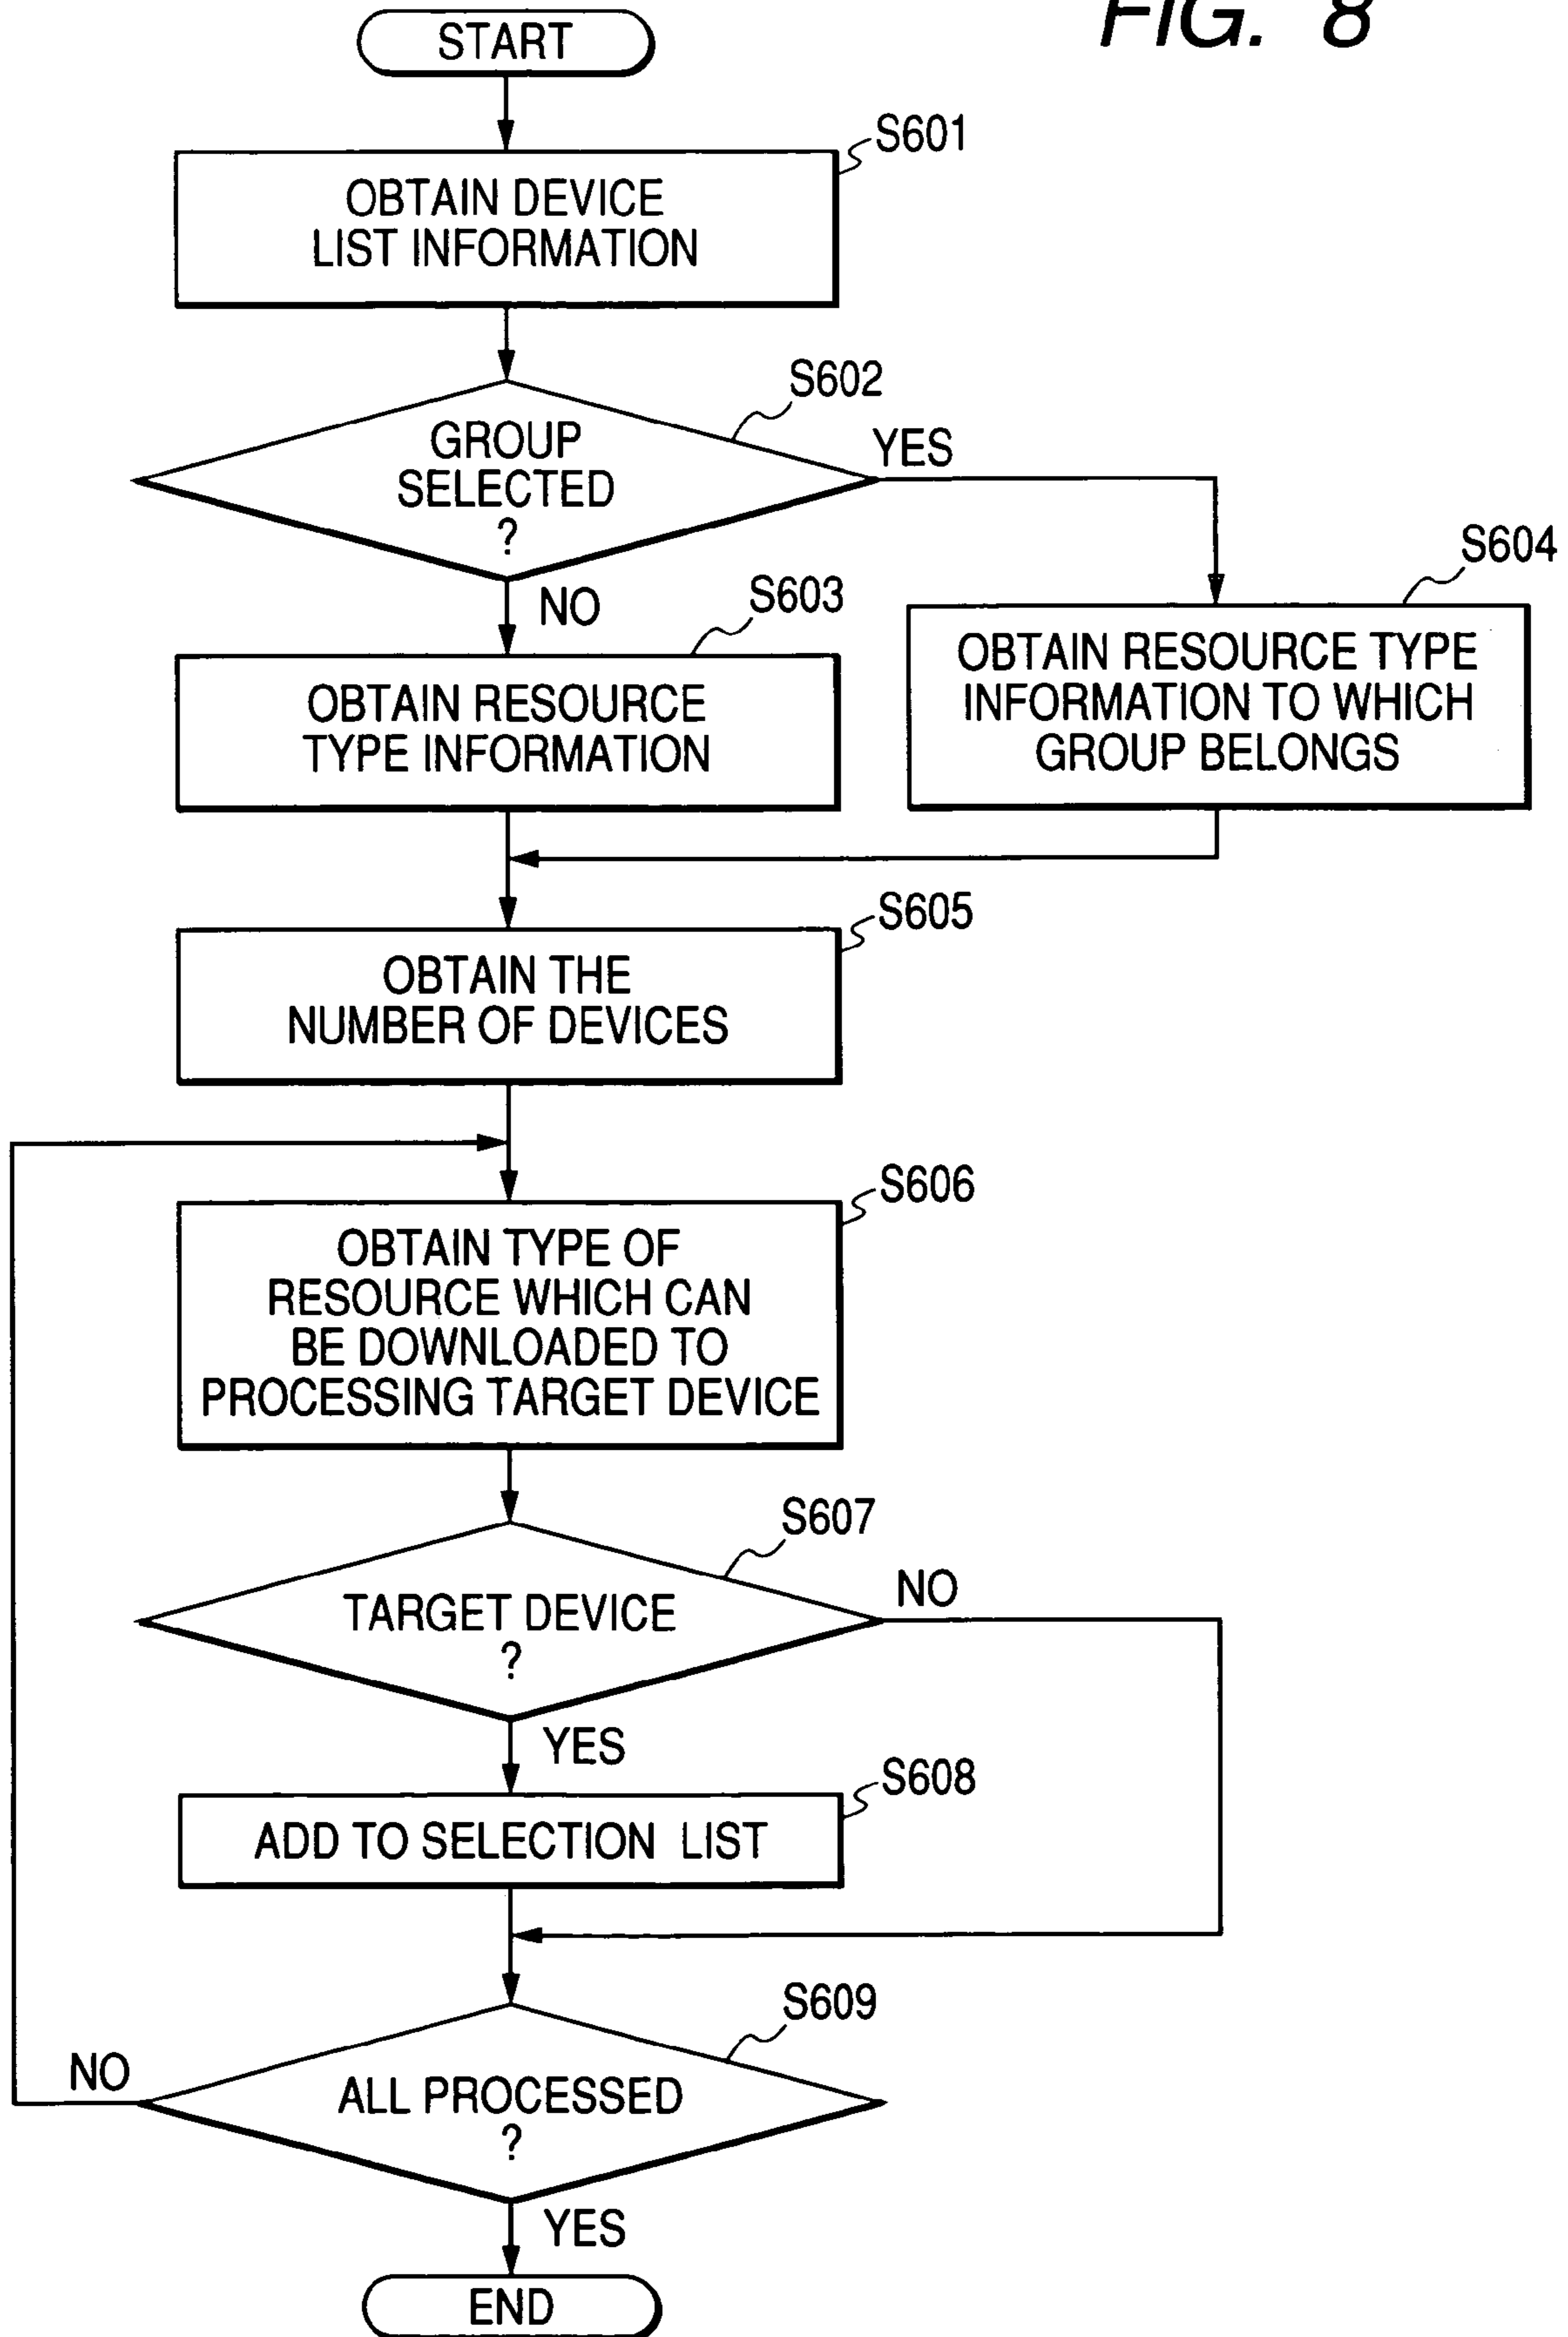 FIG. 8
START
S601
OBTAIN DEVICE
LIST INFORMATION
S602
GROUP
SELECTED
?
YES
NO
S603
OBTAIN RESOURCE
TYPE INFORMATION
S604
OBTAIN RESOURCE TYPE
INFORMATION TO WHICH
GROUP BELONGS
S605
OBTAIN THE
NUMBER OF DEVICES
S606
OBTAIN TYPE OF
RESOURCE WHICH CAN
BE DOWNLOADED TO
PROCESSING TARGET DEVICE
S607
TARGET DEVICE
?
NO
YES
S608
ADD TO SELECTION LIST
S609
NO
ALL PROCESSED
?
YES
END